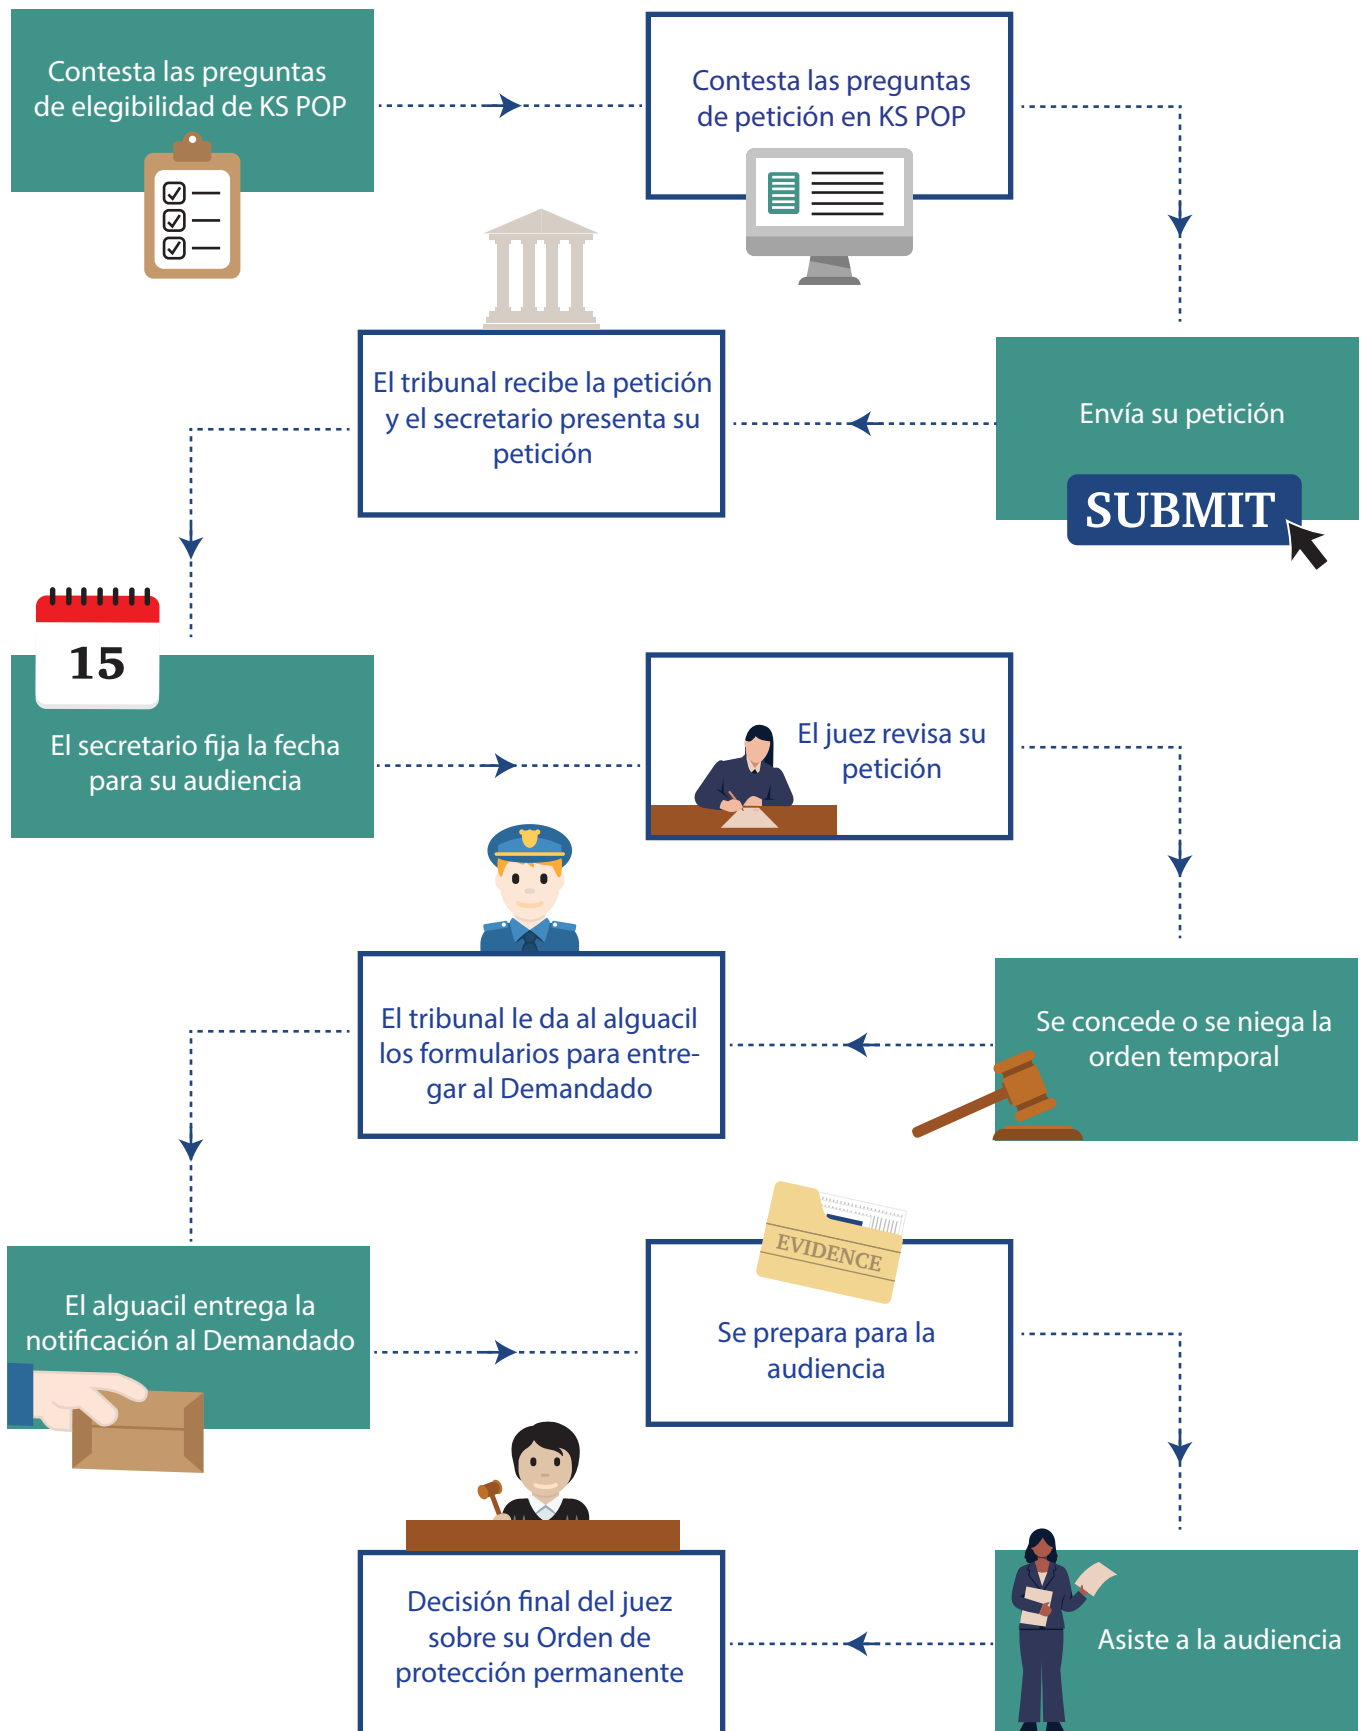 Contesta las preguntas
de elegibilidad de KS POP
Contesta las preguntas
de petición en KS POP
Envía su petición
SUBMIT
El tribunal recibe la petición
y el secretario presenta su
petición
15
El secretario fija la fecha
para su audiencia
El juez revisa su
petición
Se concede o se niega la
orden temporal
El tribunal le da al alguacil
los formularios para entre-
gar al Demandado
El alguacil entrega la
notificación al Demandado
EVIDENCE
Se prepara para la
audiencia
Asiste a la audiencia
Decisión final del juez
sobre su Orden de
protección permanente